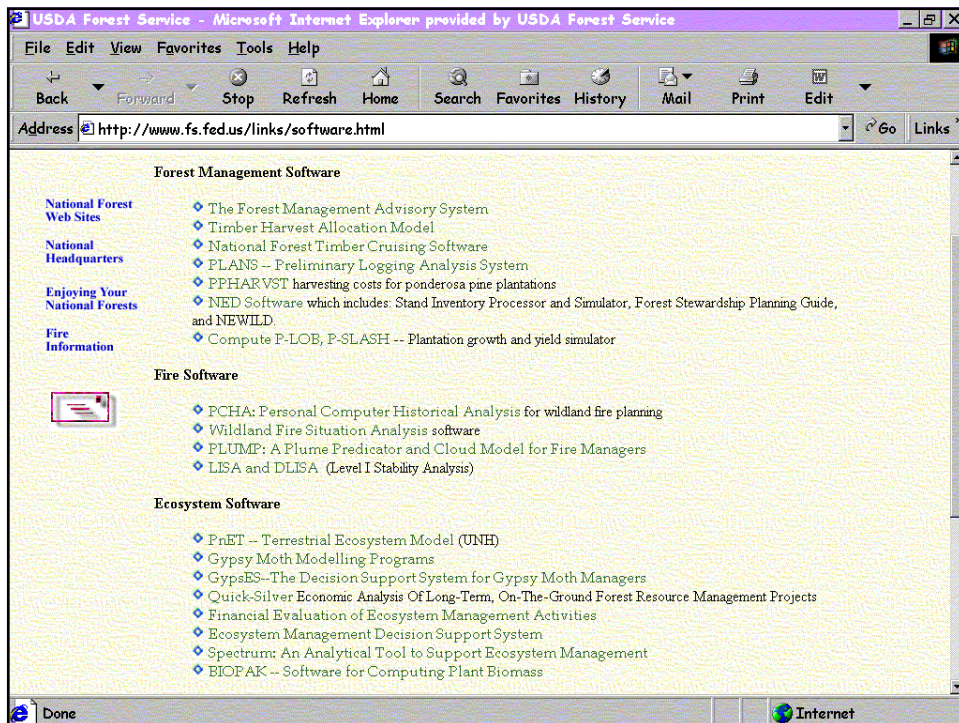 USDA Forest Service - Microsoft Internet Explorer provided by USDA Forest Service
File Edit View Favorites Tools Help
Back Forward Stop Refresh Home Search Favorites History Mail Print Edit
Address http://www.fs.fed.us/links/software.html Go Links
Forest Management Software
National Forest
Web Sites
National
Headquarters
Enjoying Your
National Forests
Fire
Information
The Forest Management Advisory System
Timber Harvest Allocation Model
National Forest Timber Cruising Software
PLANS -- Preliminary Logging Analysis System
PPHARVST harvesting costs for ponderosa pine plantations
NED Software which includes: Stand Inventory Processor and Simulator, Forest Stewardship Planning Guide,
and NEWILD.
Compute P-LOB, P-SLASH -- Plantation growth and yield simulator
Fire Software
PCHA: Personal Computer Historical Analysis for wildland fire planning
Wildland Fire Situation Analysis software
PLUMP: A Plume Predicator and Cloud Model for Fire Managers
LISA and DLISA (Level I Stability Analysis)
Ecosystem Software
PnET -- Terrestrial Ecosystem Model (UNH)
Gypsy Moth Modelling Programs
GypsES--The Decision Support System for Gypsy Moth Managers
Quick-Silver Economic Analysis Of Long-Term, On-The-Ground Forest Resource Management Projects
Financial Evaluation of Ecosystem Management Activities
Ecosystem Management Decision Support System
Spectrum: An Analytical Tool to Support Ecosystem Management
BIOPAK -- Software for Computing Plant Biomass
Done Internet